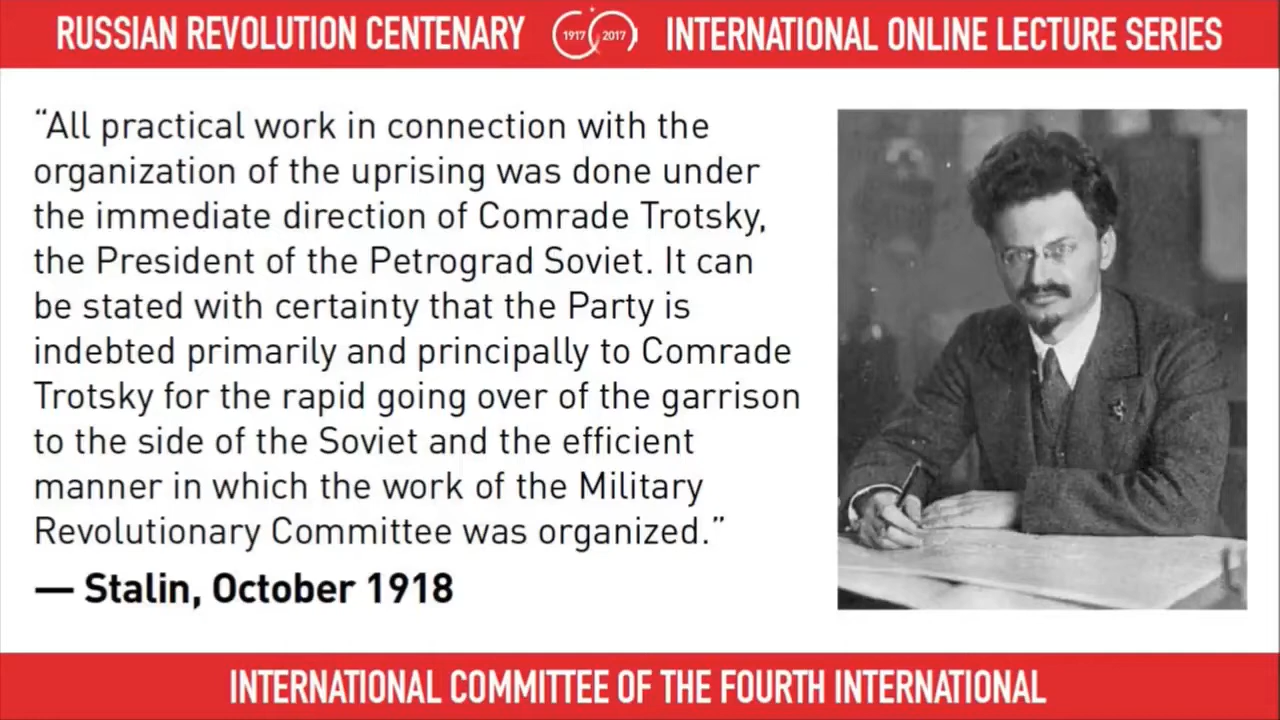 RUSSIAN REVOLUTION CENTENARY
1917 2017
INTERNATIONAL ONLINE LECTURE SERIES
“All practical work in connection with the
organization of the uprising was done under
the immediate direction of Comrade Trotsky,
the President of the Petrograd Soviet. It can
be stated with certainty that the Party is
indebted primarily and principally to Comrade
Trotsky for the rapid going over of the garrison
to the side of the Soviet and the efficient
manner in which the work of the Military
Revolutionary Committee was organized.”
— Stalin, October 1918
INTERNATIONAL COMMITTEE OF THE FOURTH INTERNATIONAL